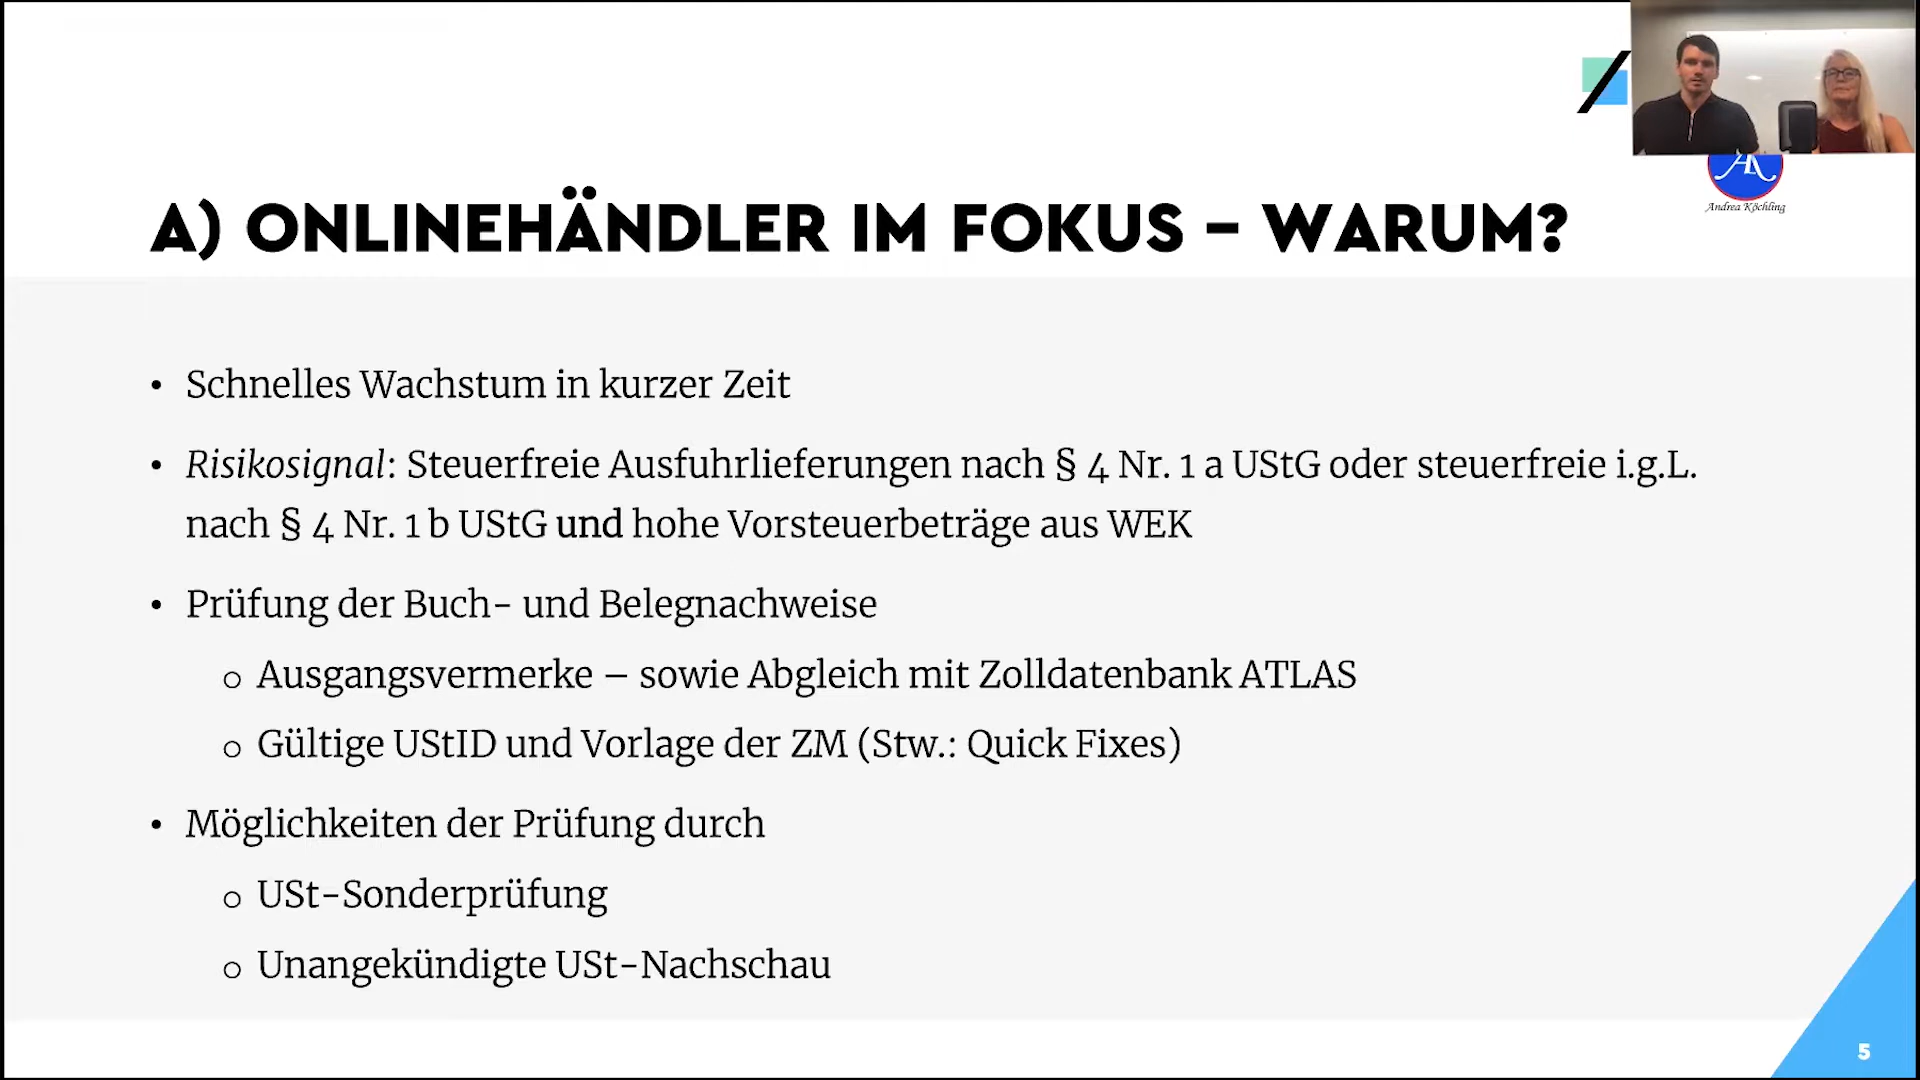 A) ONLINEHÄNDLER IM FOKUS – WARUM?
Andrea Köchling
• Schnelles Wachstum in kurzer Zeit
• Risikosignal: Steuerfreie Ausfuhrlieferungen nach § 4 Nr. 1 a UStG oder steuerfreie i.g.L.
nach § 4 Nr. 1 b UStG und hohe Vorsteuerbeträge aus WEK
• Prüfung der Buch- und Belegnachweise
o Ausgangsvermerke – sowie Abgleich mit Zolldatenbank ATLAS
o Gültige UStID und Vorlage der ZM (Stw.: Quick Fixes)
• Möglichkeiten der Prüfung durch
o USt-Sonderprüfung
o Unangekündigte USt-Nachschau
5